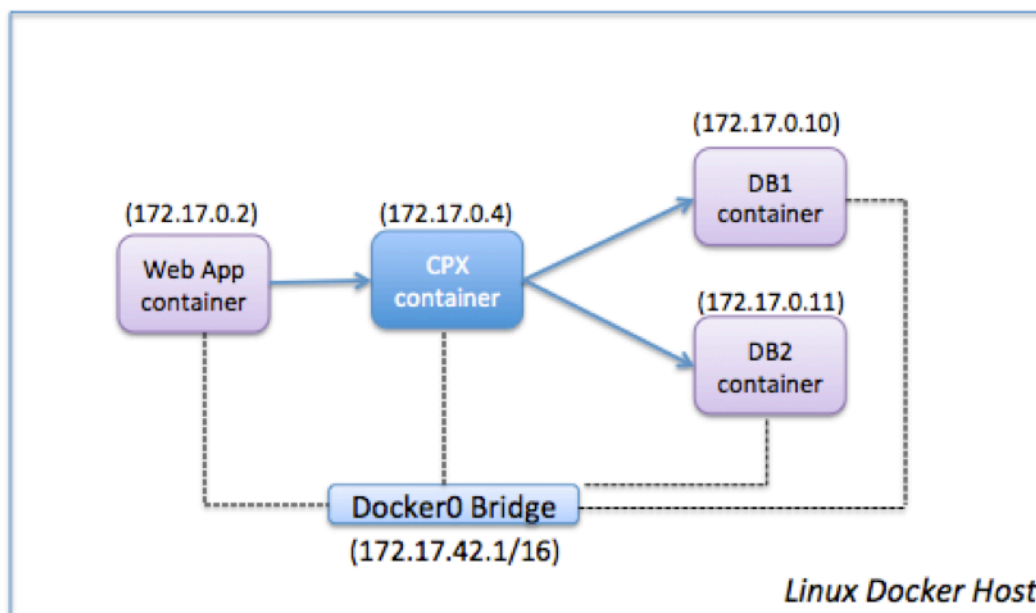 (172.17.0.10)
DB1
container
(172.17.0.2)
Web App
container
(172.17.0.4)
CPX
container
(172.17.0.11)
DB2
container
Docker0 Bridge
(172.17.42.1/16)
Linux Docker Host